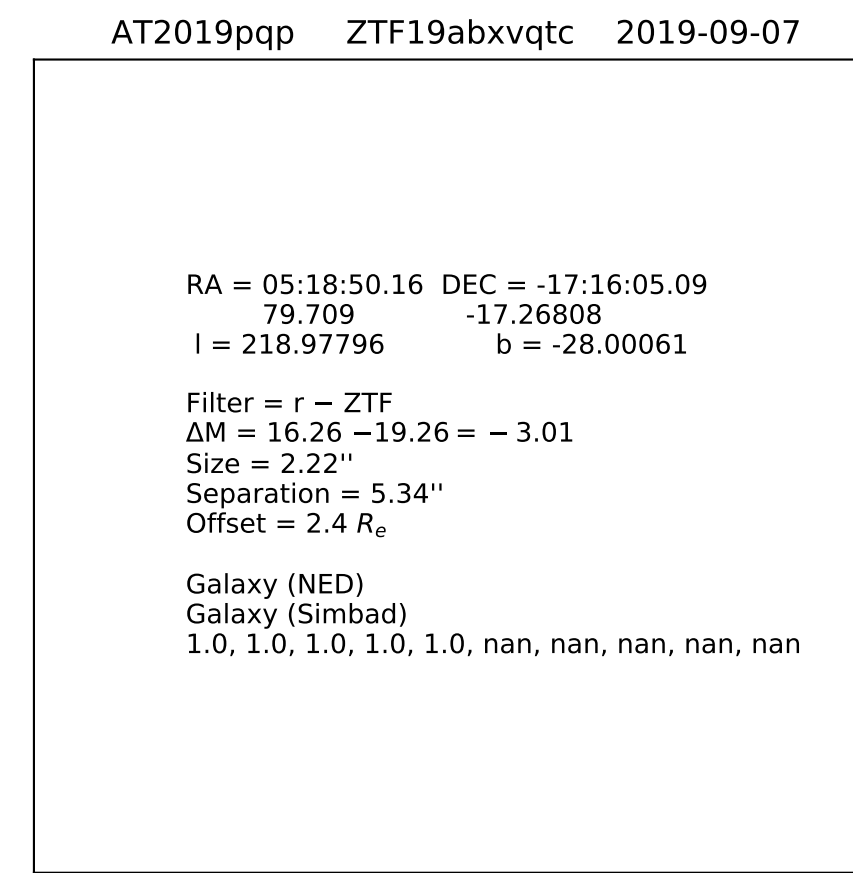 AT2019pqp ZTF19abxvqtc 2019-09-07
RA = 05:18:50.16 DEC = -17:16:05.09
79.709 -17.26808
l = 218.97796 b = -28.00061
Filter = r − ZTF
ΔM = 16.26 −19.26 = − 3.01
Size = 2.22''
Separation = 5.34''
Offset = 2.4 Rₑ
Galaxy (NED)
Galaxy (Simbad)
1.0, 1.0, 1.0, 1.0, 1.0, nan, nan, nan, nan, nan